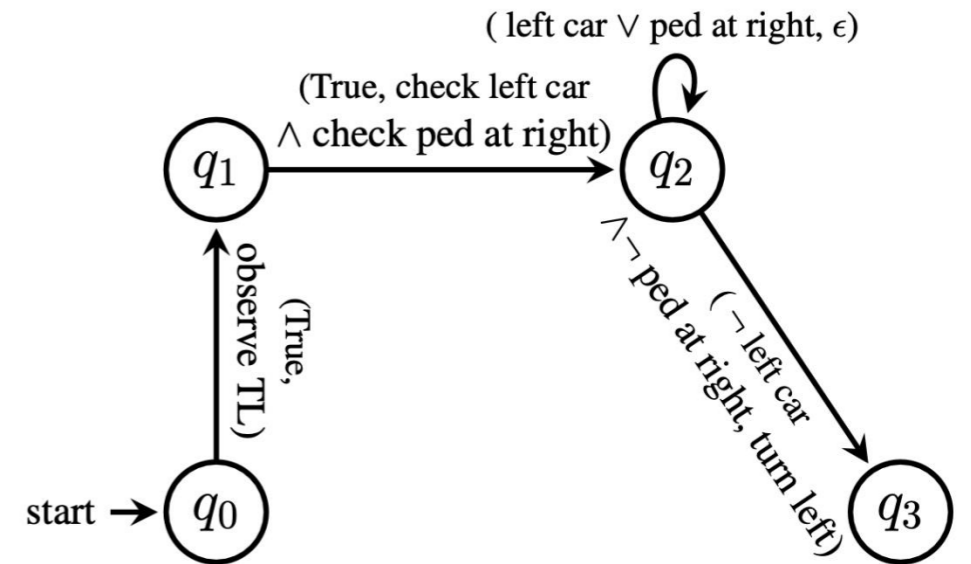 ( left car ∨ ped at right, ϵ)
(True, check left car
∧ check ped at right)
q1
q2
(True,
observe TL)
( ¬ left car
∧¬ ped at right, turn left)
start
q0
q3